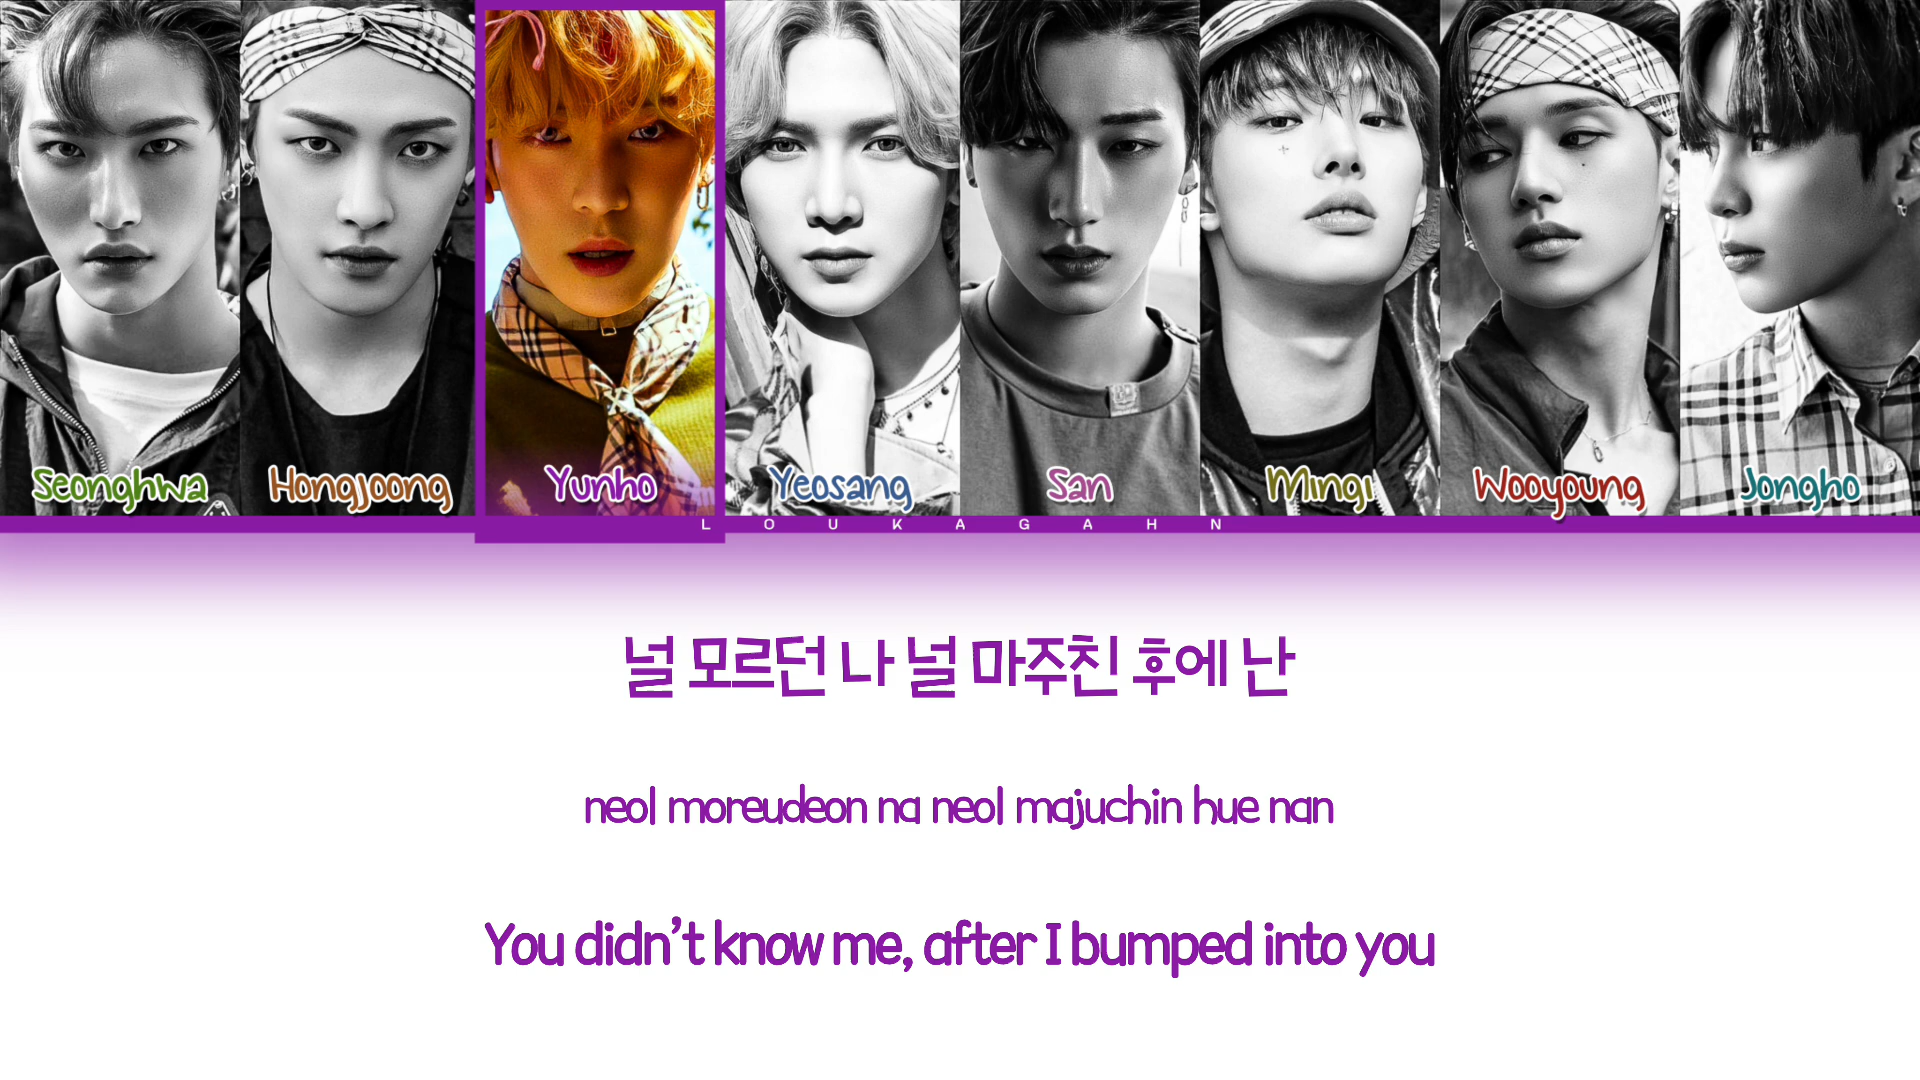 Seonghwa Hongjoong Yunho Yeosang San Mingi Wooyoung Jongho
LOUKAGAHN
널 모르던 나 널 마주친 후에 난
neol moreudeon na neol majuchin hue nan
You didn’t know me, after I bumped into you